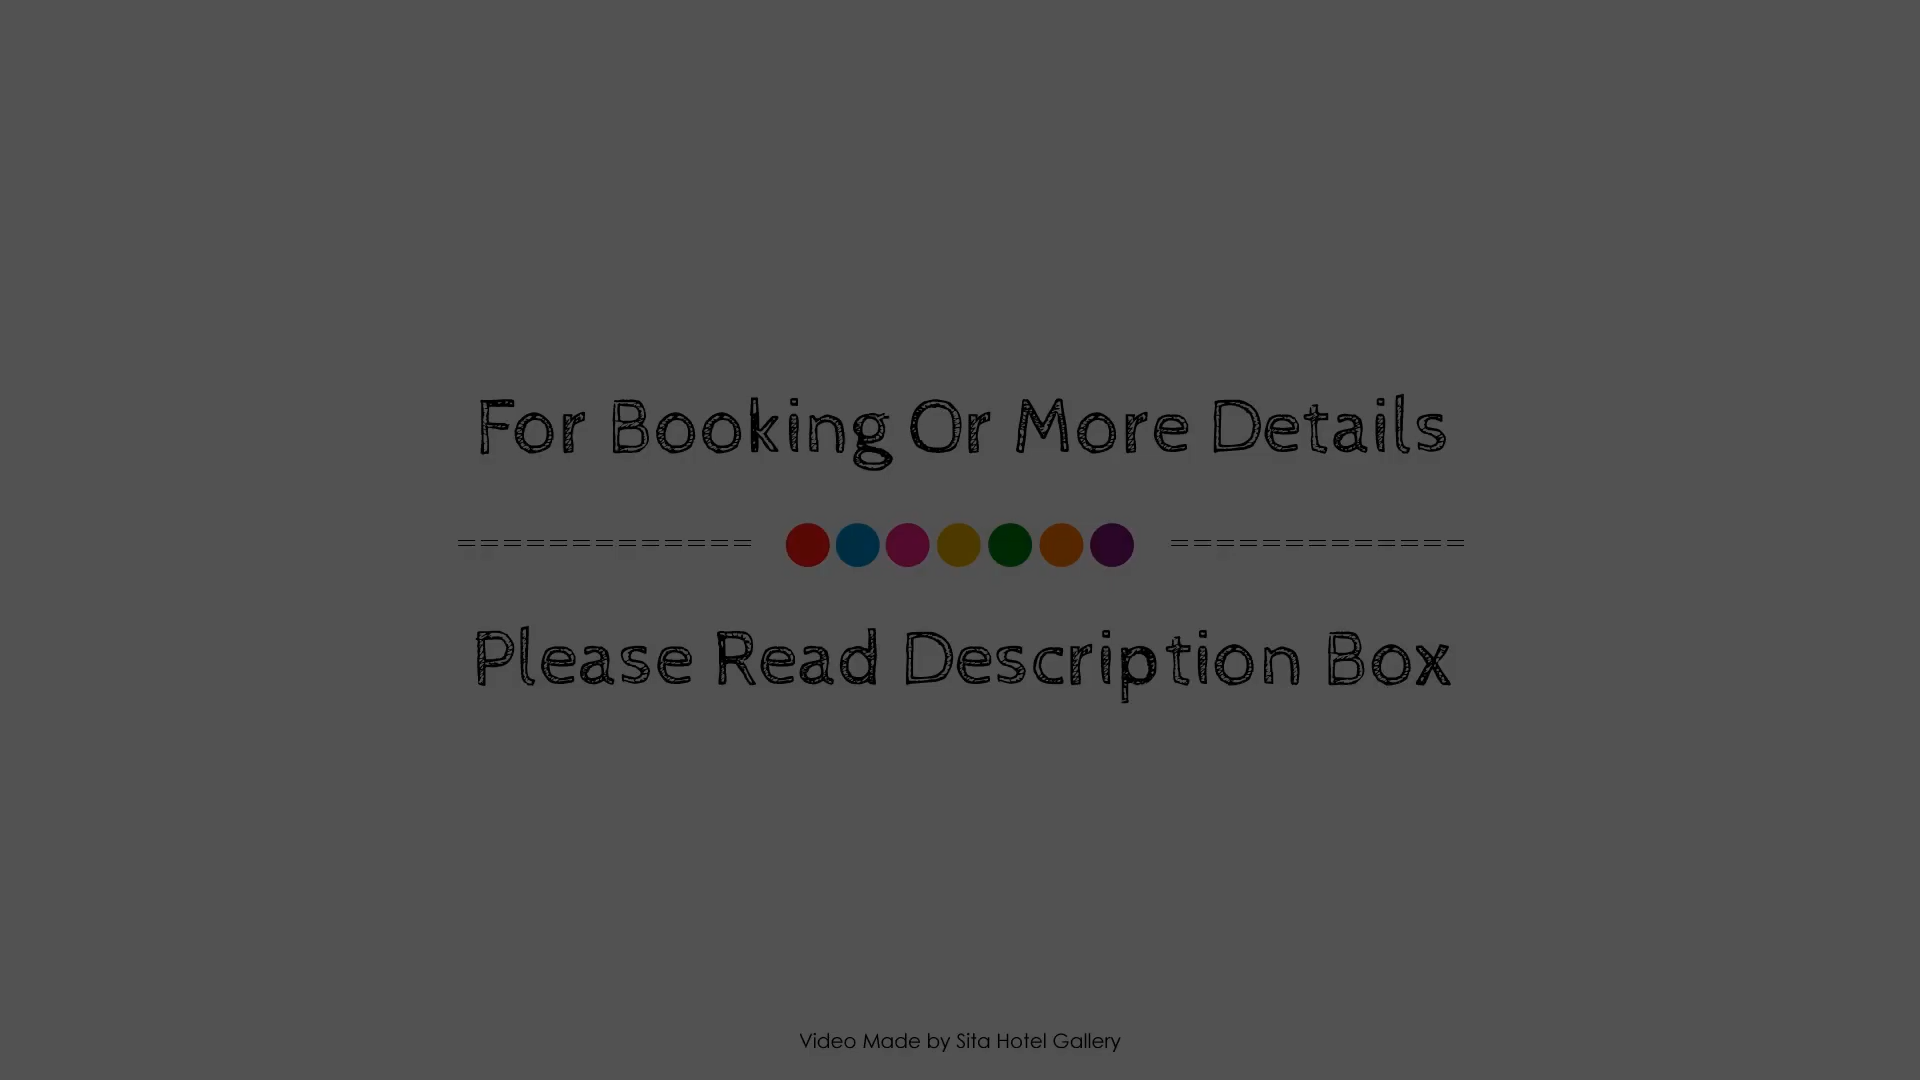 For Booking Or More Details
============= =============
Please Read Description Box
Video Made by Sita Hotel Gallery